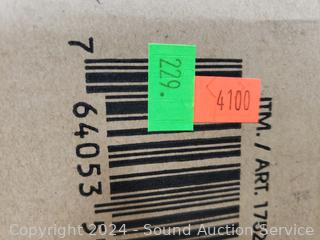 229.
4100
ITM. / ART. 17
7 64053
Copyright 2024 - Sound Auction Service